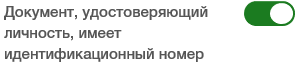 Документ, удостоверяющий
личность, имеет
идентификационный номер